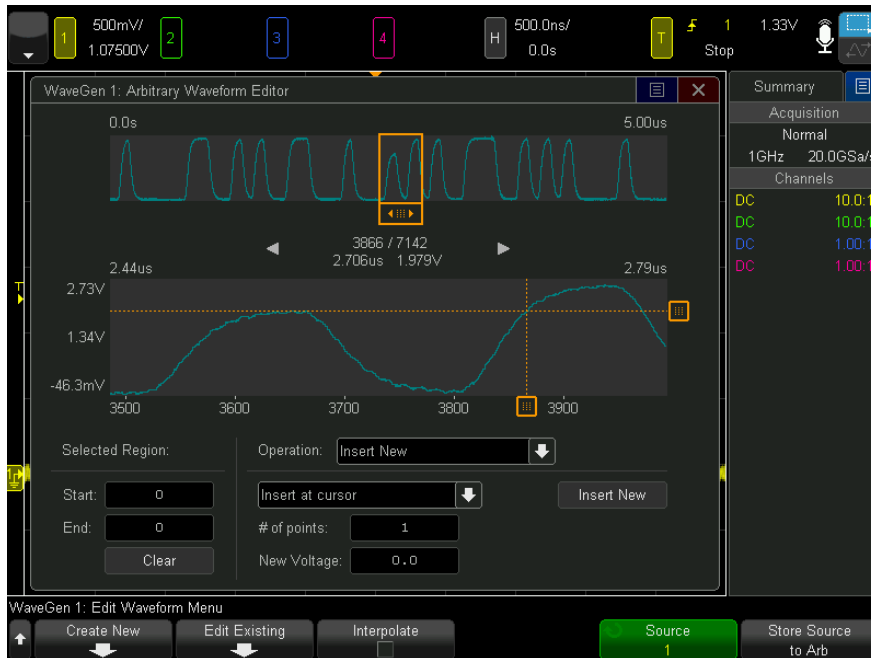 1 500mV/ 2 3 4 H 500.0ns/ T 1 1.33V
1.07500V 0.0s Stop
WaveGen 1: Arbitrary Waveform Editor
Summary
Acquisition
Normal
1GHz 20.0GSa/s
Channels
DC 10.0:1
DC 10.0:1
DC 1.00:1
DC 1.00:1
0.0s 5.00us
3866 / 7142
2.706us 1.979V
2.44us 2.79us
2.73V
1.34V
-46.3mV
3500 3600 3700 3800 3900
T
1
Selected Region: Operation: Insert New
Start: 0 Insert at cursor Insert New
End: 0 # of points: 1
Clear New Voltage: 0.0
WaveGen 1: Edit Waveform Menu
Create New Edit Existing Interpolate Source Store Source
1 to Arb